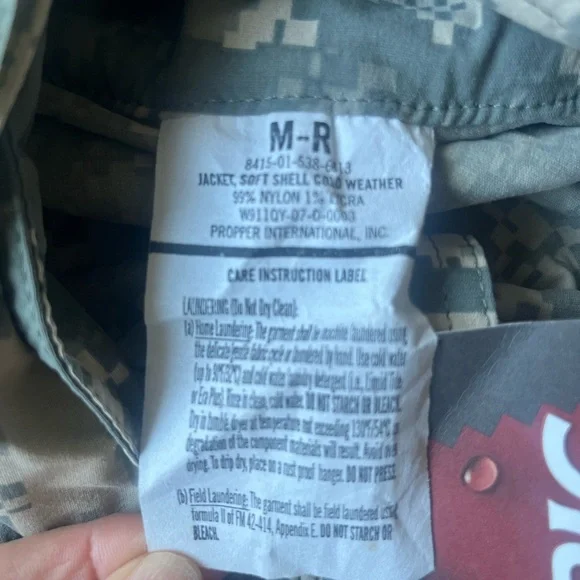 M-R
8415-01-538-6
JACKET, SOFT SHELL COLD WEATHER
99% NYLON 1% LYCRA
W911QY-07-D-0003
PROPPER INTERNATIONAL, INC.
CARE INSTRUCTION LABEL
LAUNDERING (Do Not Dry Clean):
(a) Home Laundering: The garment shall be machine laundered using
the delicate fabric cycle or laundered by hand. Use cold water
(up to 90°F/32°C) and cold water laundry detergent (i.e., Liquid Tide
or Era Plus). Rinse in clean, cold water. DO NOT STARCH OR BLEACH.
Dry in tumble dryer at temperature not exceeding 130°F/54°C, as
degradation of the component materials will result. Avoid
drying. To drip dry, place on a rust proof hanger. DO NOT PRESS.
(b) Field Laundering: The garment shall be field laundered using
formula II of FM 42-414, Appendix E. DO NOT STARCH OR
BLEACH.